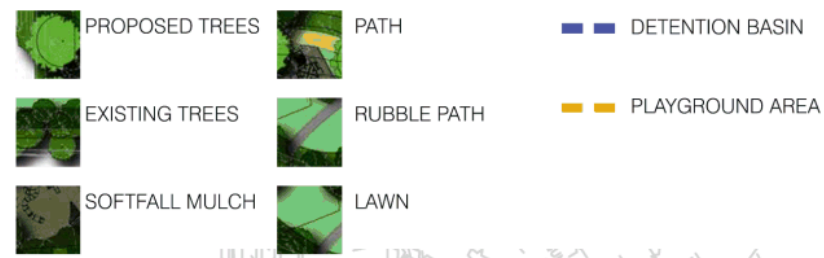 PROPOSED TREES
PATH
DETENTION BASIN
EXISTING TREES
RUBBLE PATH
PLAYGROUND AREA
SOFTFALL MULCH
LAWN